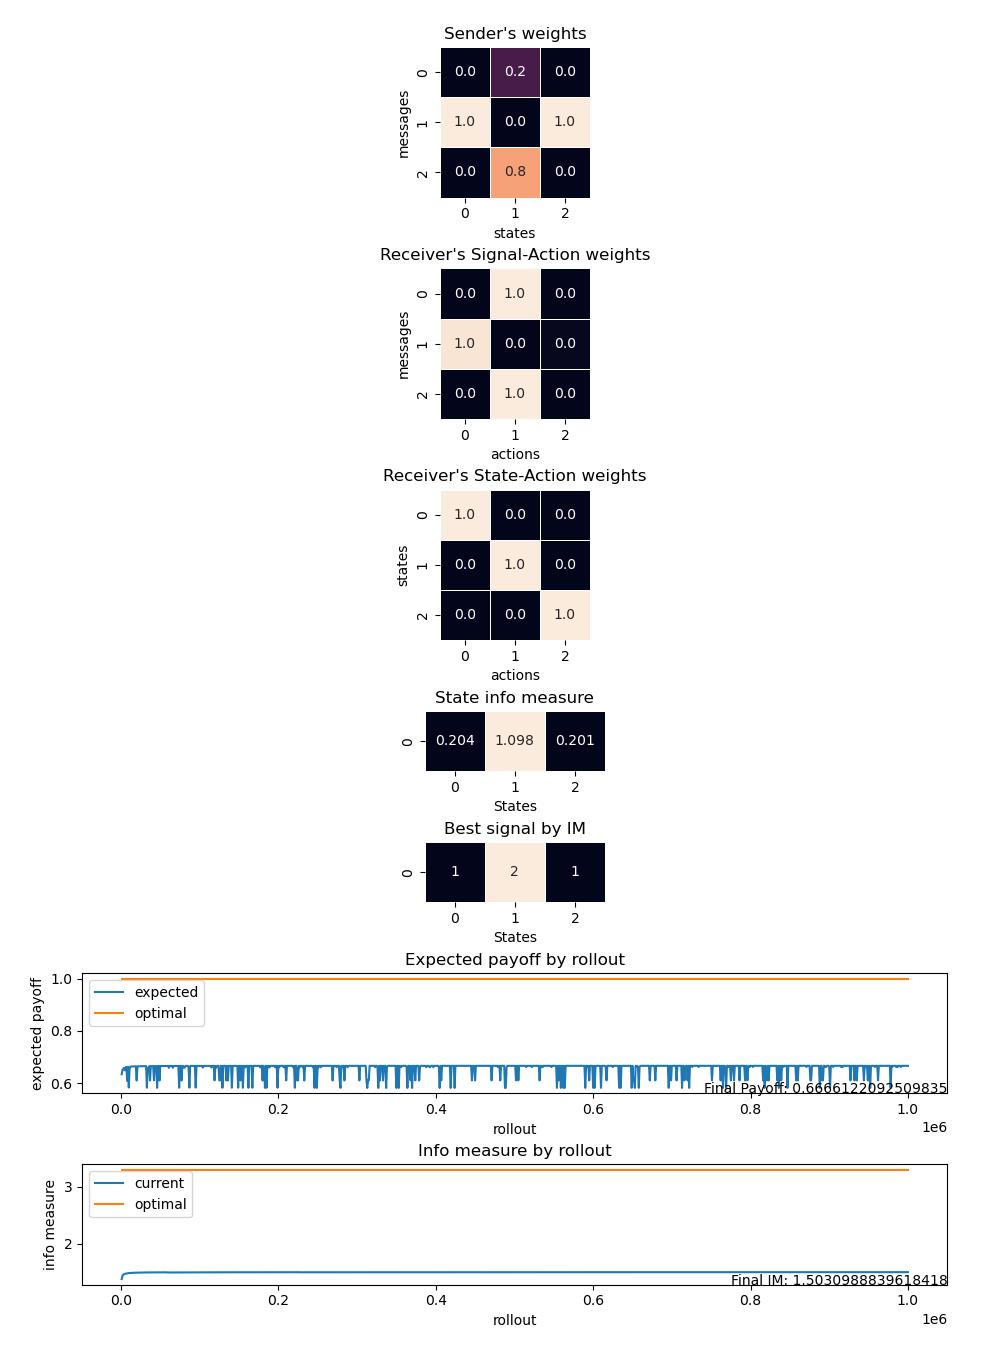 Sender's weights
messages
0 0.0 0.2 0.0
1 1.0 0.0 1.0
2 0.0 0.8 0.0
0 1 2
states
Receiver's Signal-Action weights
messages
0 0.0 1.0 0.0
1 1.0 0.0 0.0
2 0.0 1.0 0.0
0 1 2
actions
Receiver's State-Action weights
states
0 1.0 0.0 0.0
1 0.0 1.0 0.0
2 0.0 0.0 1.0
0 1 2
actions
State info measure
0 0.204 1.098 0.201
0 1 2
States
Best signal by IM
0 1 2 1
0 1 2
States
Expected payoff by rollout
expected payoff
1.0
0.8
0.6
expected
optimal
Final Payoff: 0.6666122092509835
0.0 0.2 0.4 0.6 0.8 1.0
1e6
rollout
Info measure by rollout
info measure
3
2
current
optimal
Final IM: 1.5030988839618418
0.0 0.2 0.4 0.6 0.8 1.0
1e6
rollout